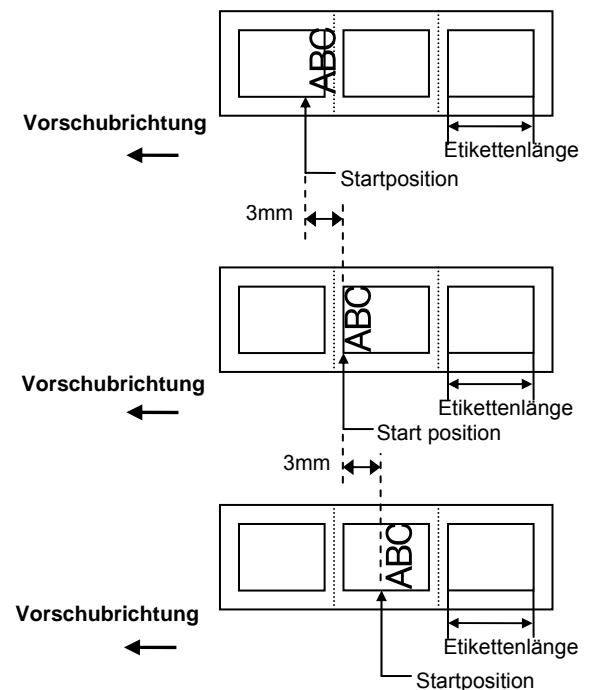 ABC
Vorschubrichtung
Etikettenlänge
Startposition
3mm
ABC
Vorschubrichtung
Etikettenlänge
Start position
3mm
ABC
Vorschubrichtung
Etikettenlänge
Startposition